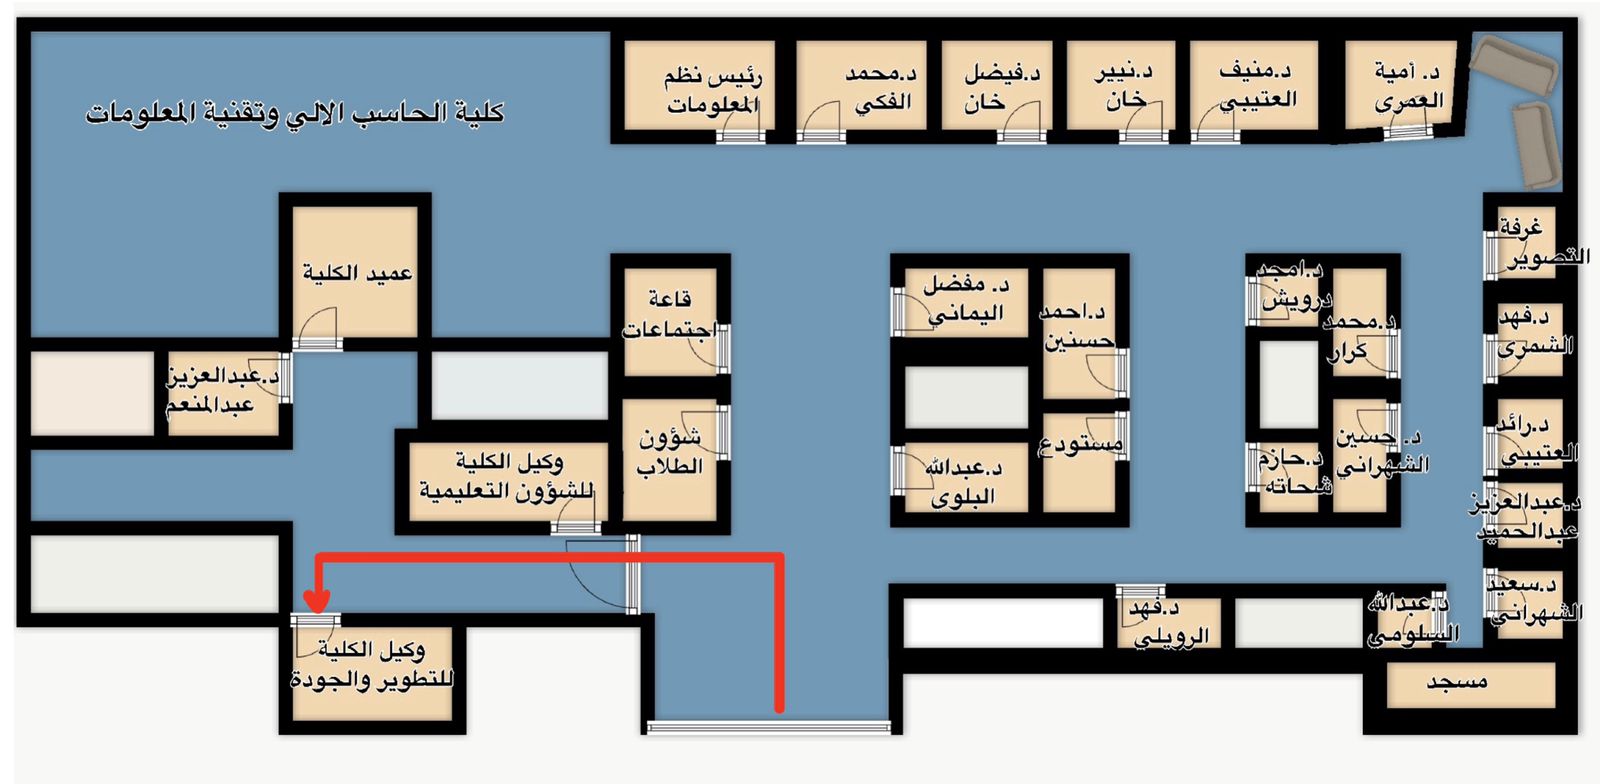 كلية الحاسب الالي وتقنية المعلومات
رئيس نظم
المعلومات
د.محمد
الفكي
د.فيضل
خان
د.نيير
خان
د.منيف
العتيبي
د. أمية
العمري
غرفة
التصوير
د.فهد
الشمري
د.رائد
العتيبي
د.عبدالعزيز
عبدالحميد
د.سعيد
الشهراني
عميد الكلية
قاعة
اجتماعات
د. مفضل
اليماني
د.احمد
حسنين
د.امجد
درويش
د.محمد
كرار
د.عبدالعزيز
عبدالمنعم
وكيل الكلية
للشؤون التعليمية
شؤون
الطلاب
د.عبدالله
البلوي
مستودع
د.حازم
شحاته
د. حسين
الشهراني
وكيل الكلية
للتطوير والجودة
د.فهد
الرويلي
د.عبدالله
السلومي
مسجد